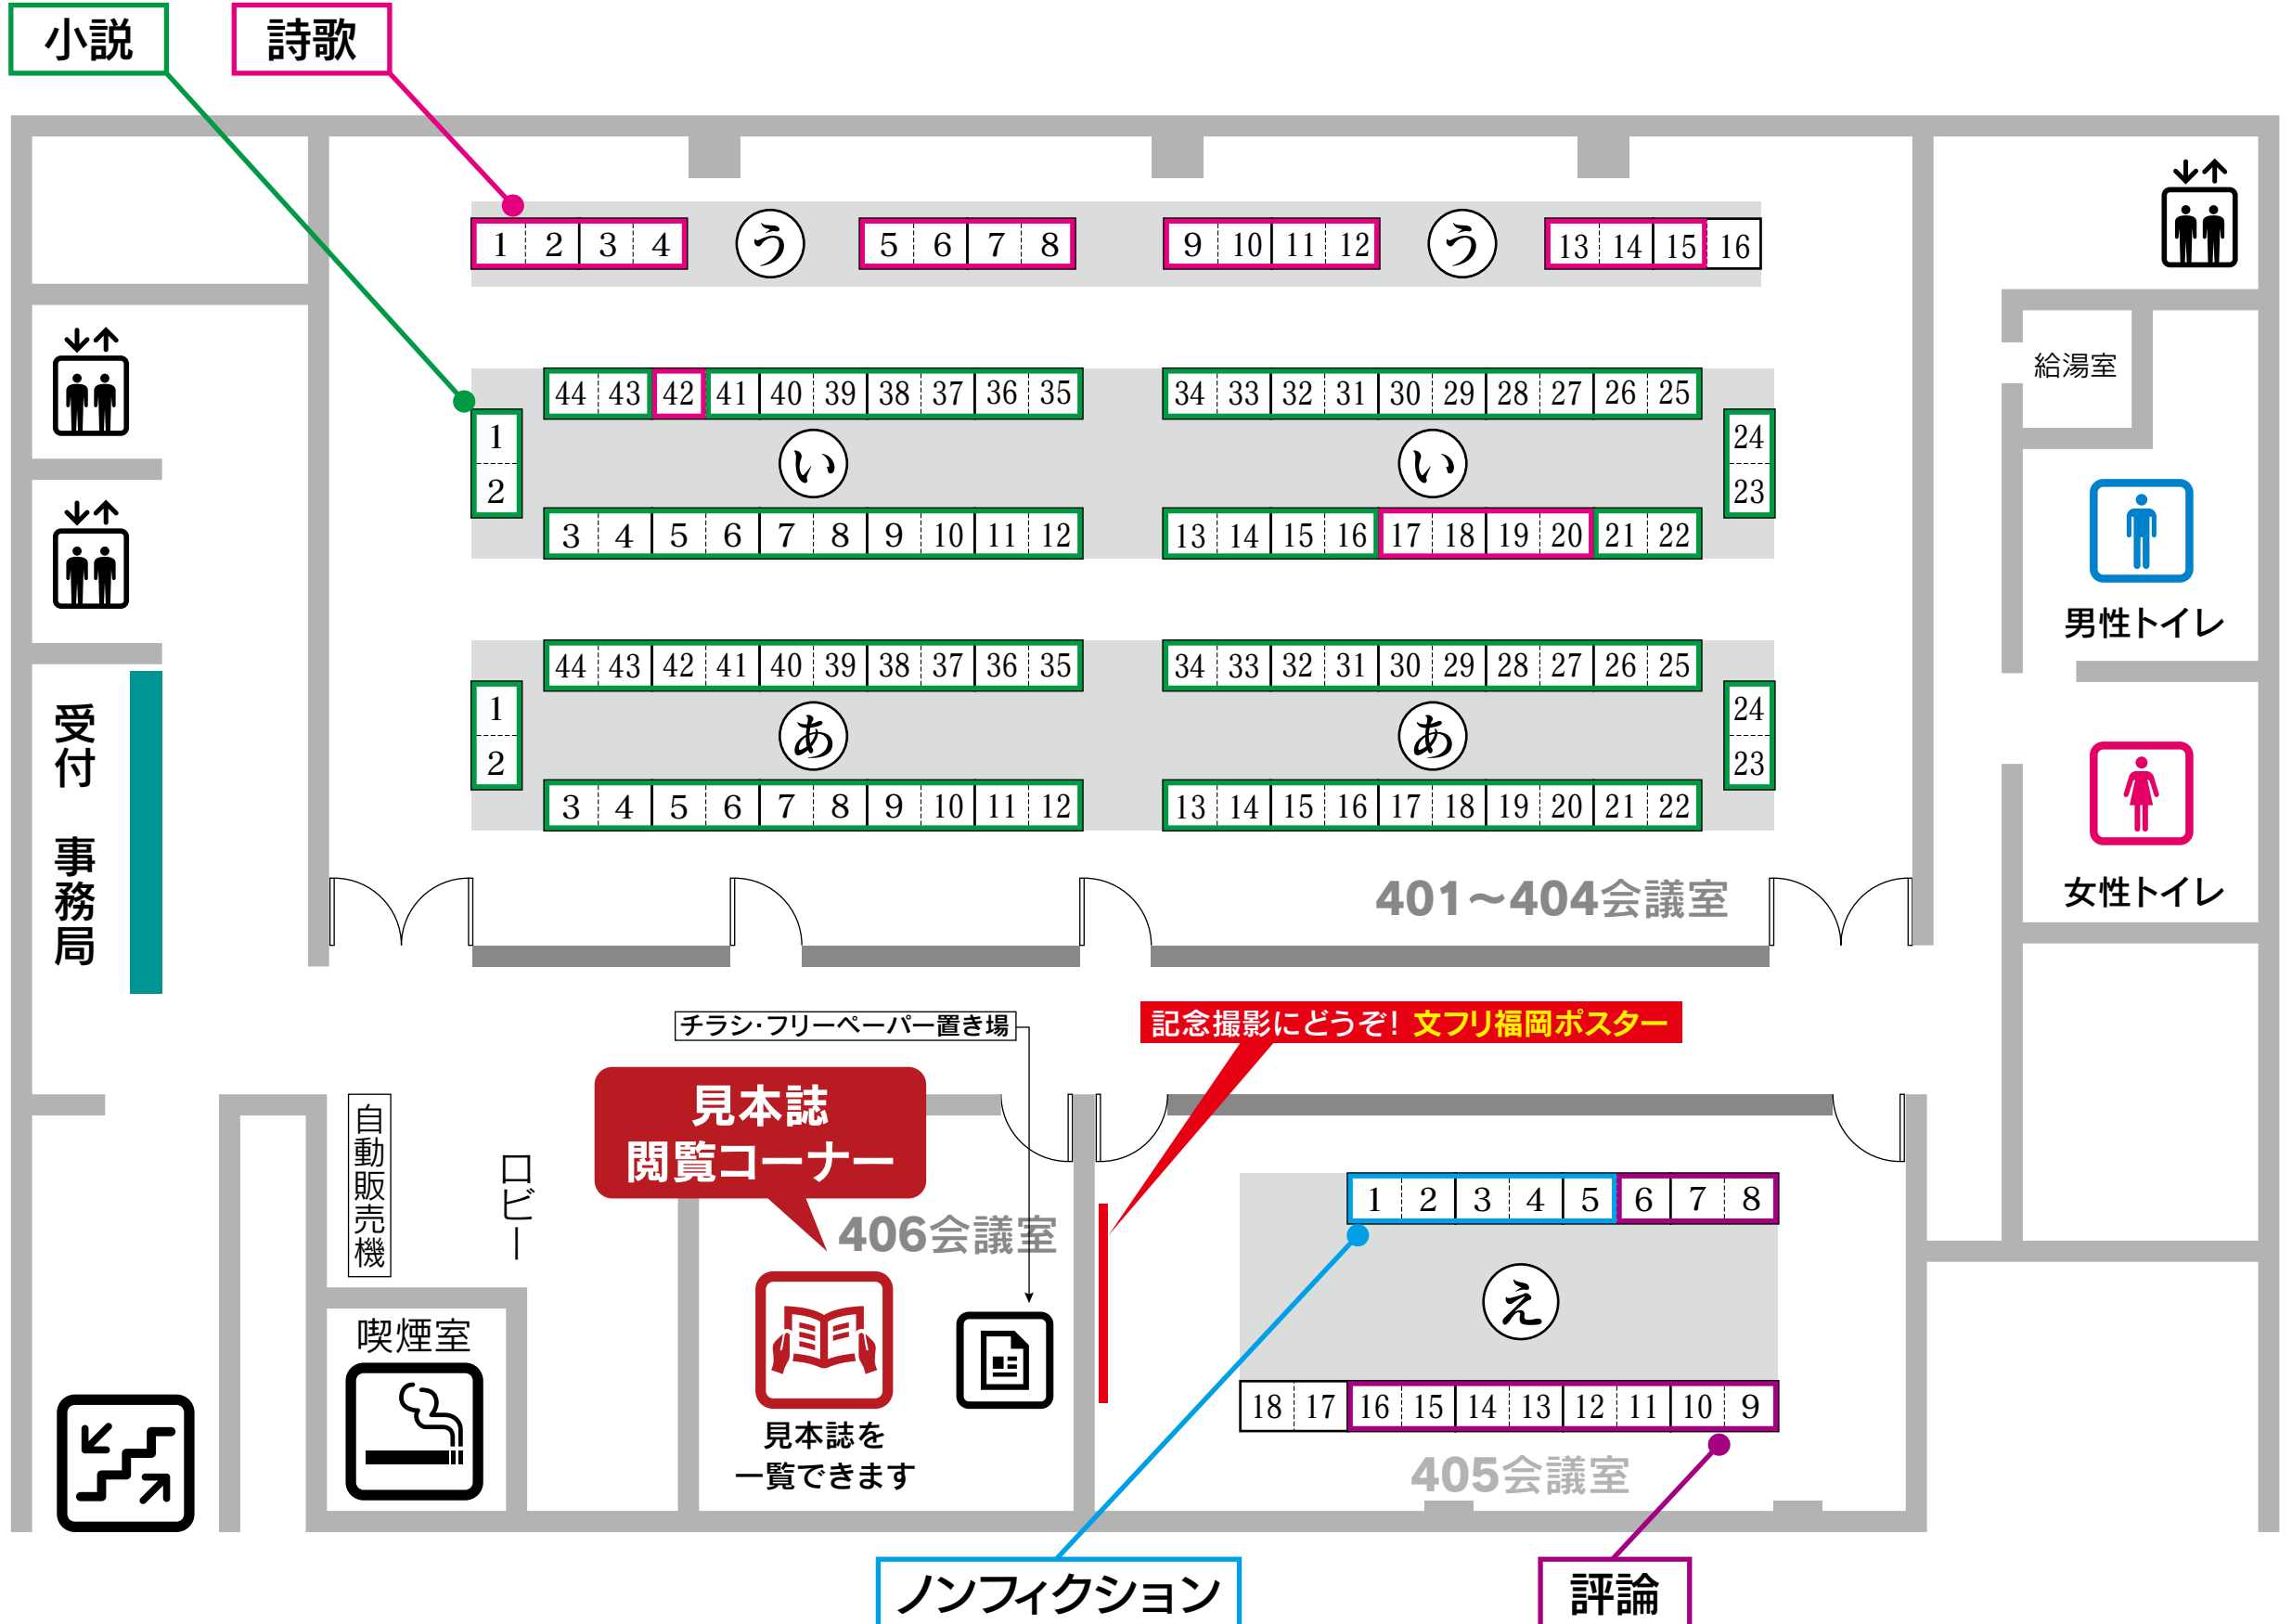 小説
詩歌
1 2 3 4 う 5 6 7 8 9 10 11 12 う 13 14 15 16
44 43 42 41 40 39 38 37 36 35 34 33 32 31 30 29 28 27 26 25
1
2
い
い
24
23
3 4 5 6 7 8 9 10 11 12 13 14 15 16 17 18 19 20 21 22
44 43 42 41 40 39 38 37 36 35 34 33 32 31 30 29 28 27 26 25
1
2
あ
あ
24
23
3 4 5 6 7 8 9 10 11 12 13 14 15 16 17 18 19 20 21 22
401～404会議室
給湯室
男性トイレ
女性トイレ
受付 事務局
チラシ・フリーペーパー置き場
記念撮影にどうぞ！文フリ福岡ポスター
見本誌
閲覧コーナー
自動販売機
ロビー
406会議室
喫煙室
見本誌を
一覧できます
1 2 3 4 5 6 7 8
え
18 17 16 15 14 13 12 11 10 9
405会議室
ノンフィクション
評論